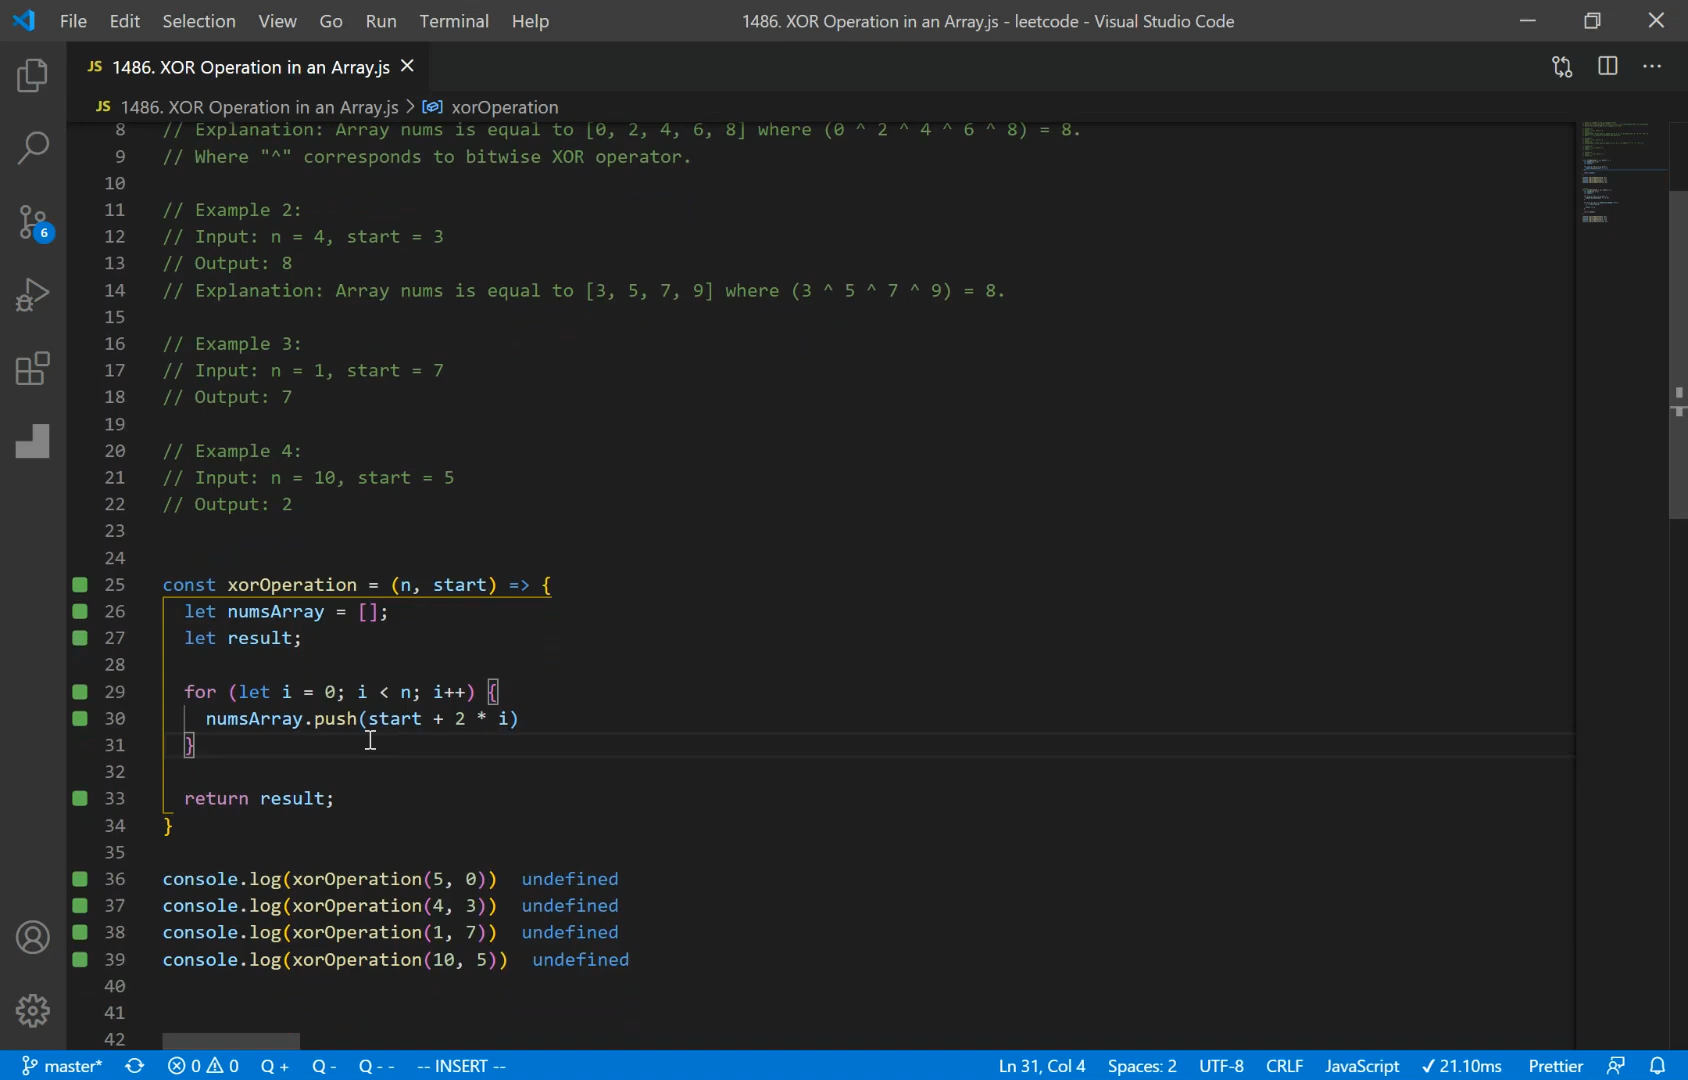 File Edit Selection View Go Run Terminal Help 1486. XOR Operation in an Array.js - leetcode - Visual Studio Code
JS 1486. XOR Operation in an Array.js
JS 1486. XOR Operation in an Array.js > xorOperation
8 // Explanation: Array nums is equal to [0, 2, 4, 6, 8] where (0 ^ 2 ^ 4 ^ 6 ^ 8) = 8.
9 // Where "^" corresponds to bitwise XOR operator.
10
11 // Example 2:
12 // Input: n = 4, start = 3
13 // Output: 8
14 // Explanation: Array nums is equal to [3, 5, 7, 9] where (3 ^ 5 ^ 7 ^ 9) = 8.
15
16 // Example 3:
17 // Input: n = 1, start = 7
18 // Output: 7
19
20 // Example 4:
21 // Input: n = 10, start = 5
22 // Output: 2
23
24
25 const xorOperation = (n, start) => {
26 let numsArray = [];
27 let result;
28
29 for (let i = 0; i < n; i++) {
30 numsArray.push(start + 2 * i)
31 }
32
33 return result;
34 }
35
36 console.log(xorOperation(5, 0)) undefined
37 console.log(xorOperation(4, 3)) undefined
38 console.log(xorOperation(1, 7)) undefined
39 console.log(xorOperation(10, 5)) undefined
40
41
42
6
master* 0 0 Q + Q - Q - - -- INSERT -- Ln 31, Col 4 Spaces: 2 UTF-8 CRLF JavaScript ✓ 21.10ms Prettier